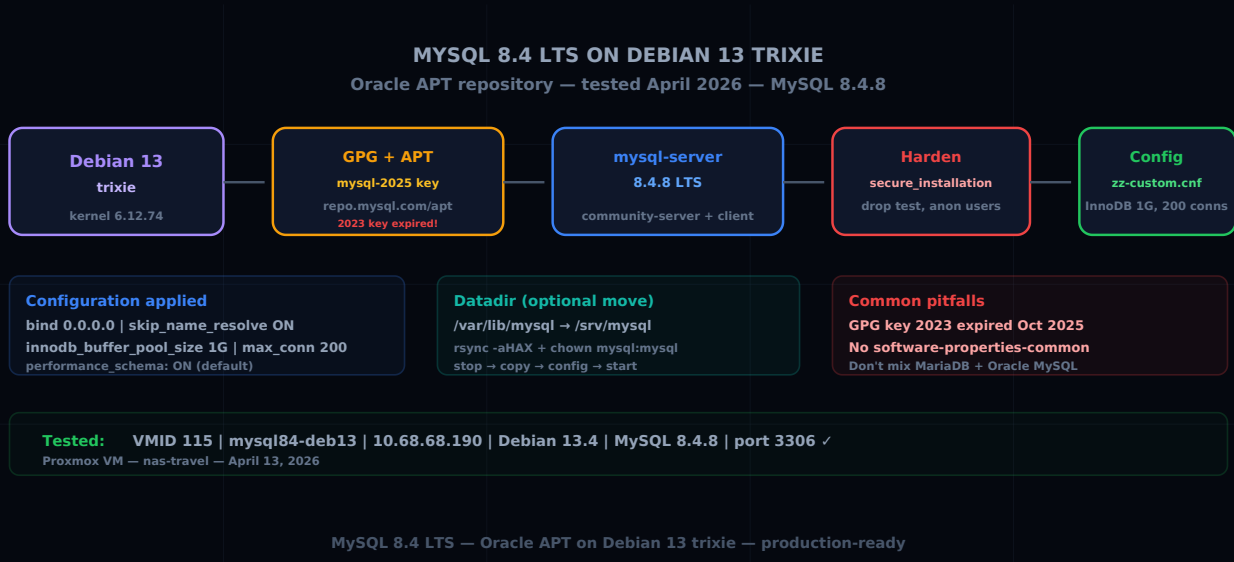 MYSQL 8.4 LTS ON DEBIAN 13 TRIXIE
Oracle APT repository — tested April 2026 — MySQL 8.4.8
Debian 13
trixie
kernel 6.12.74
GPG + APT
mysql-2025 key
repo.mysql.com/apt
2023 key expired!
mysql-server
8.4.8 LTS
community-server + client
Harden
secure_installation
drop test, anon users
Config
zz-custom.cnf
InnoDB 1G, 200 conns
Configuration applied
bind 0.0.0.0 | skip_name_resolve ON
innodb_buffer_pool_size 1G | max_conn 200
performance_schema: ON (default)
Datadir (optional move)
/var/lib/mysql → /srv/mysql
rsync -aHAX + chown mysql:mysql
stop → copy → config → start
Common pitfalls
GPG key 2023 expired Oct 2025
No software-properties-common
Don't mix MariaDB + Oracle MySQL
Tested: VMID 115 | mysql84-deb13 | 10.68.68.190 | Debian 13.4 | MySQL 8.4.8 | port 3306 ✓
Proxmox VM — nas-travel — April 13, 2026
MySQL 8.4 LTS — Oracle APT on Debian 13 trixie — production-ready